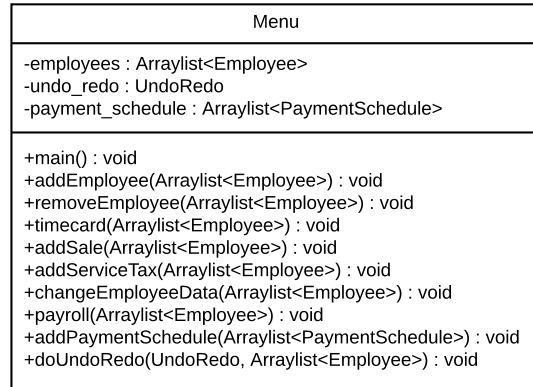 Menu
-employees : Arraylist<Employee>
-undo_redo : UndoRedo
-payment_schedule : Arraylist<PaymentSchedule>
+main() : void
+addEmployee(Arraylist<Employee>) : void
+removeEmployee(Arraylist<Employee>) : void
+timecard(Arraylist<Employee>) : void
+addSale(Arraylist<Employee>) : void
+addServiceTax(Arraylist<Employee>) : void
+changeEmployeeData(Arraylist<Employee>) : void
+payroll(Arraylist<Employee>) : void
+addPaymentSchedule(Arraylist<PaymentSchedule>) : void
+doUndoRedo(UndoRedo, Arraylist<Employee>) : void